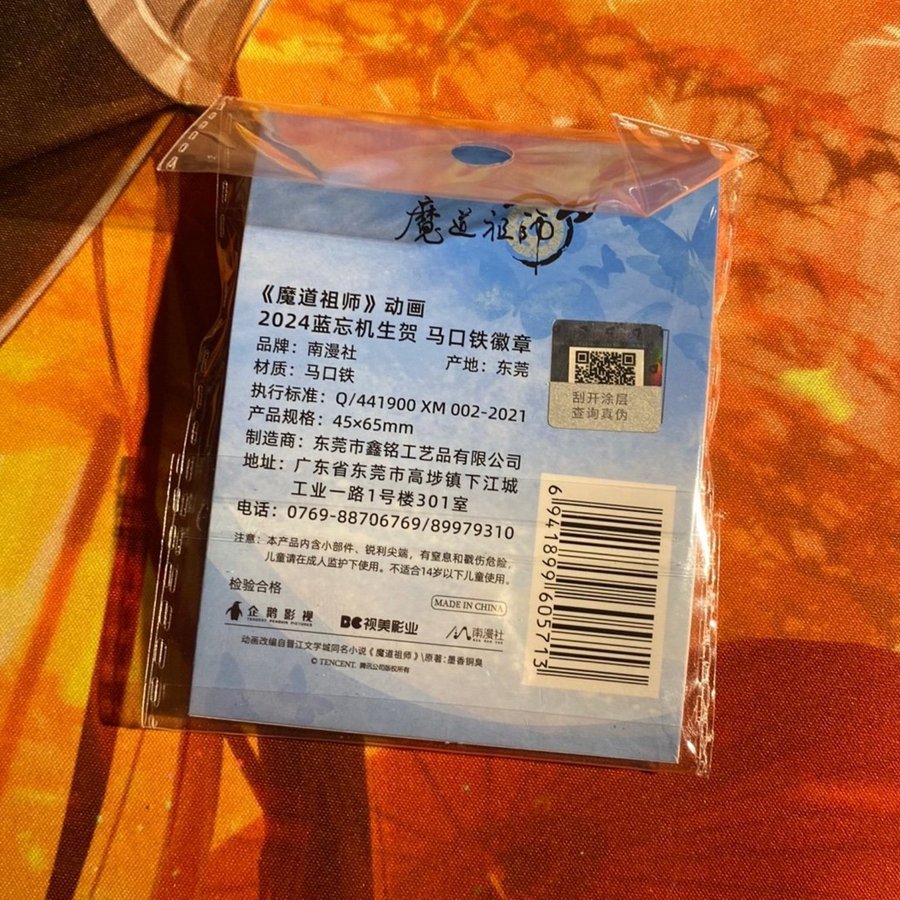 魔道祖师
《魔道祖师》动画
2024蓝忘机生贺 马口铁徽章
品牌：南漫社 产地：东莞
材质：马口铁
执行标准：Q/441900 XM 002-2021
产品规格：45×65mm
制造商：东莞市鑫铭工艺品有限公司
地址：广东省东莞市高埗镇下江城
工业一路1号楼301室
电话：0769-88706769/89979310
注意：本产品内含小部件、锐利尖端，有窒息和戳伤危险，
儿童请在成人监护下使用。不适合14岁以下儿童使用。
检验合格
MADE IN CHINA
企鹅影视
TENCENT PENGUIN PICTURES
视美影业
南漫社
动画改编自晋江文学城同名小说《魔道祖师》\原著：墨香铜臭
© TENCENT. 腾讯公司版权所有
刮开涂层
查询真伪
6941899605713